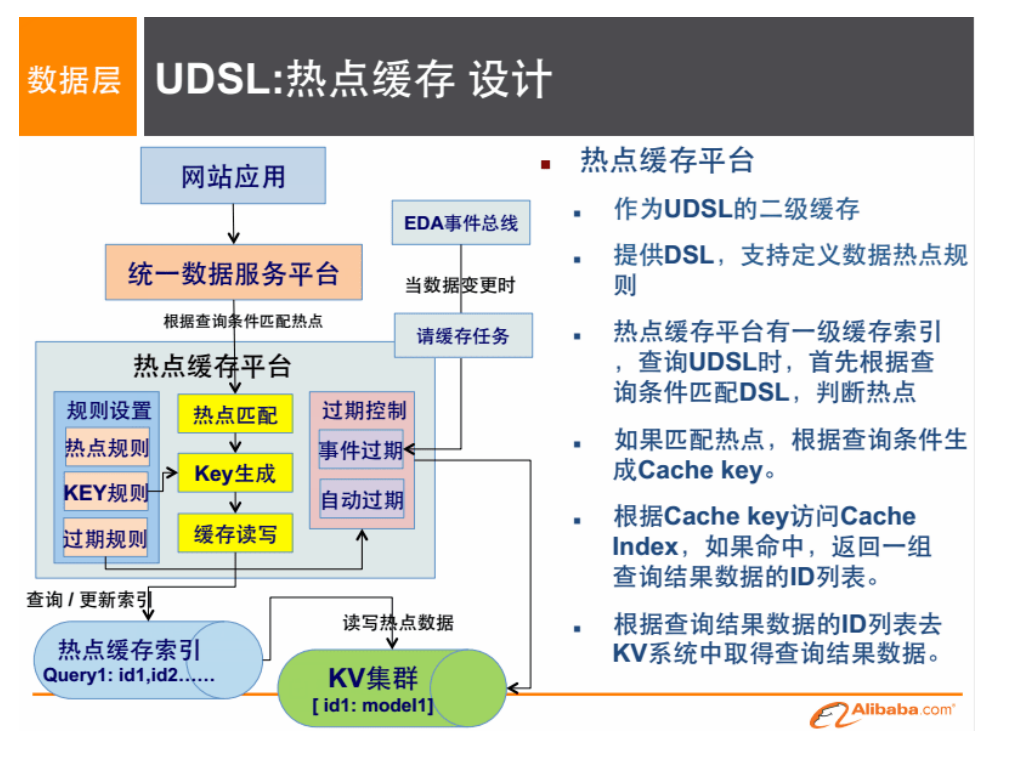 数据层
UDSL:热点缓存 设计
网站应用
统一数据服务平台
根据查询条件匹配热点
EDA事件总线
当数据变更时
请缓存任务
热点缓存平台
规则设置
热点规则
KEY规则
过期规则
热点匹配
Key生成
缓存读写
过期控制
事件过期
自动过期
查询 / 更新索引
热点缓存索引
Query1: id1,id2……
读写热点数据
KV集群
[ id1: model1]
热点缓存平台
作为UDSL的二级缓存
提供DSL，支持定义数据热点规
则
热点缓存平台有一级缓存索引
，查询UDSL时，首先根据查
询条件匹配DSL，判断热点
如果匹配热点，根据查询条件生
成Cache key。
根据Cache key访问Cache
Index，如果命中，返回一组
查询结果数据的ID列表。
根据查询结果数据的ID列表去
KV系统中取得查询结果数据。
Alibaba.com